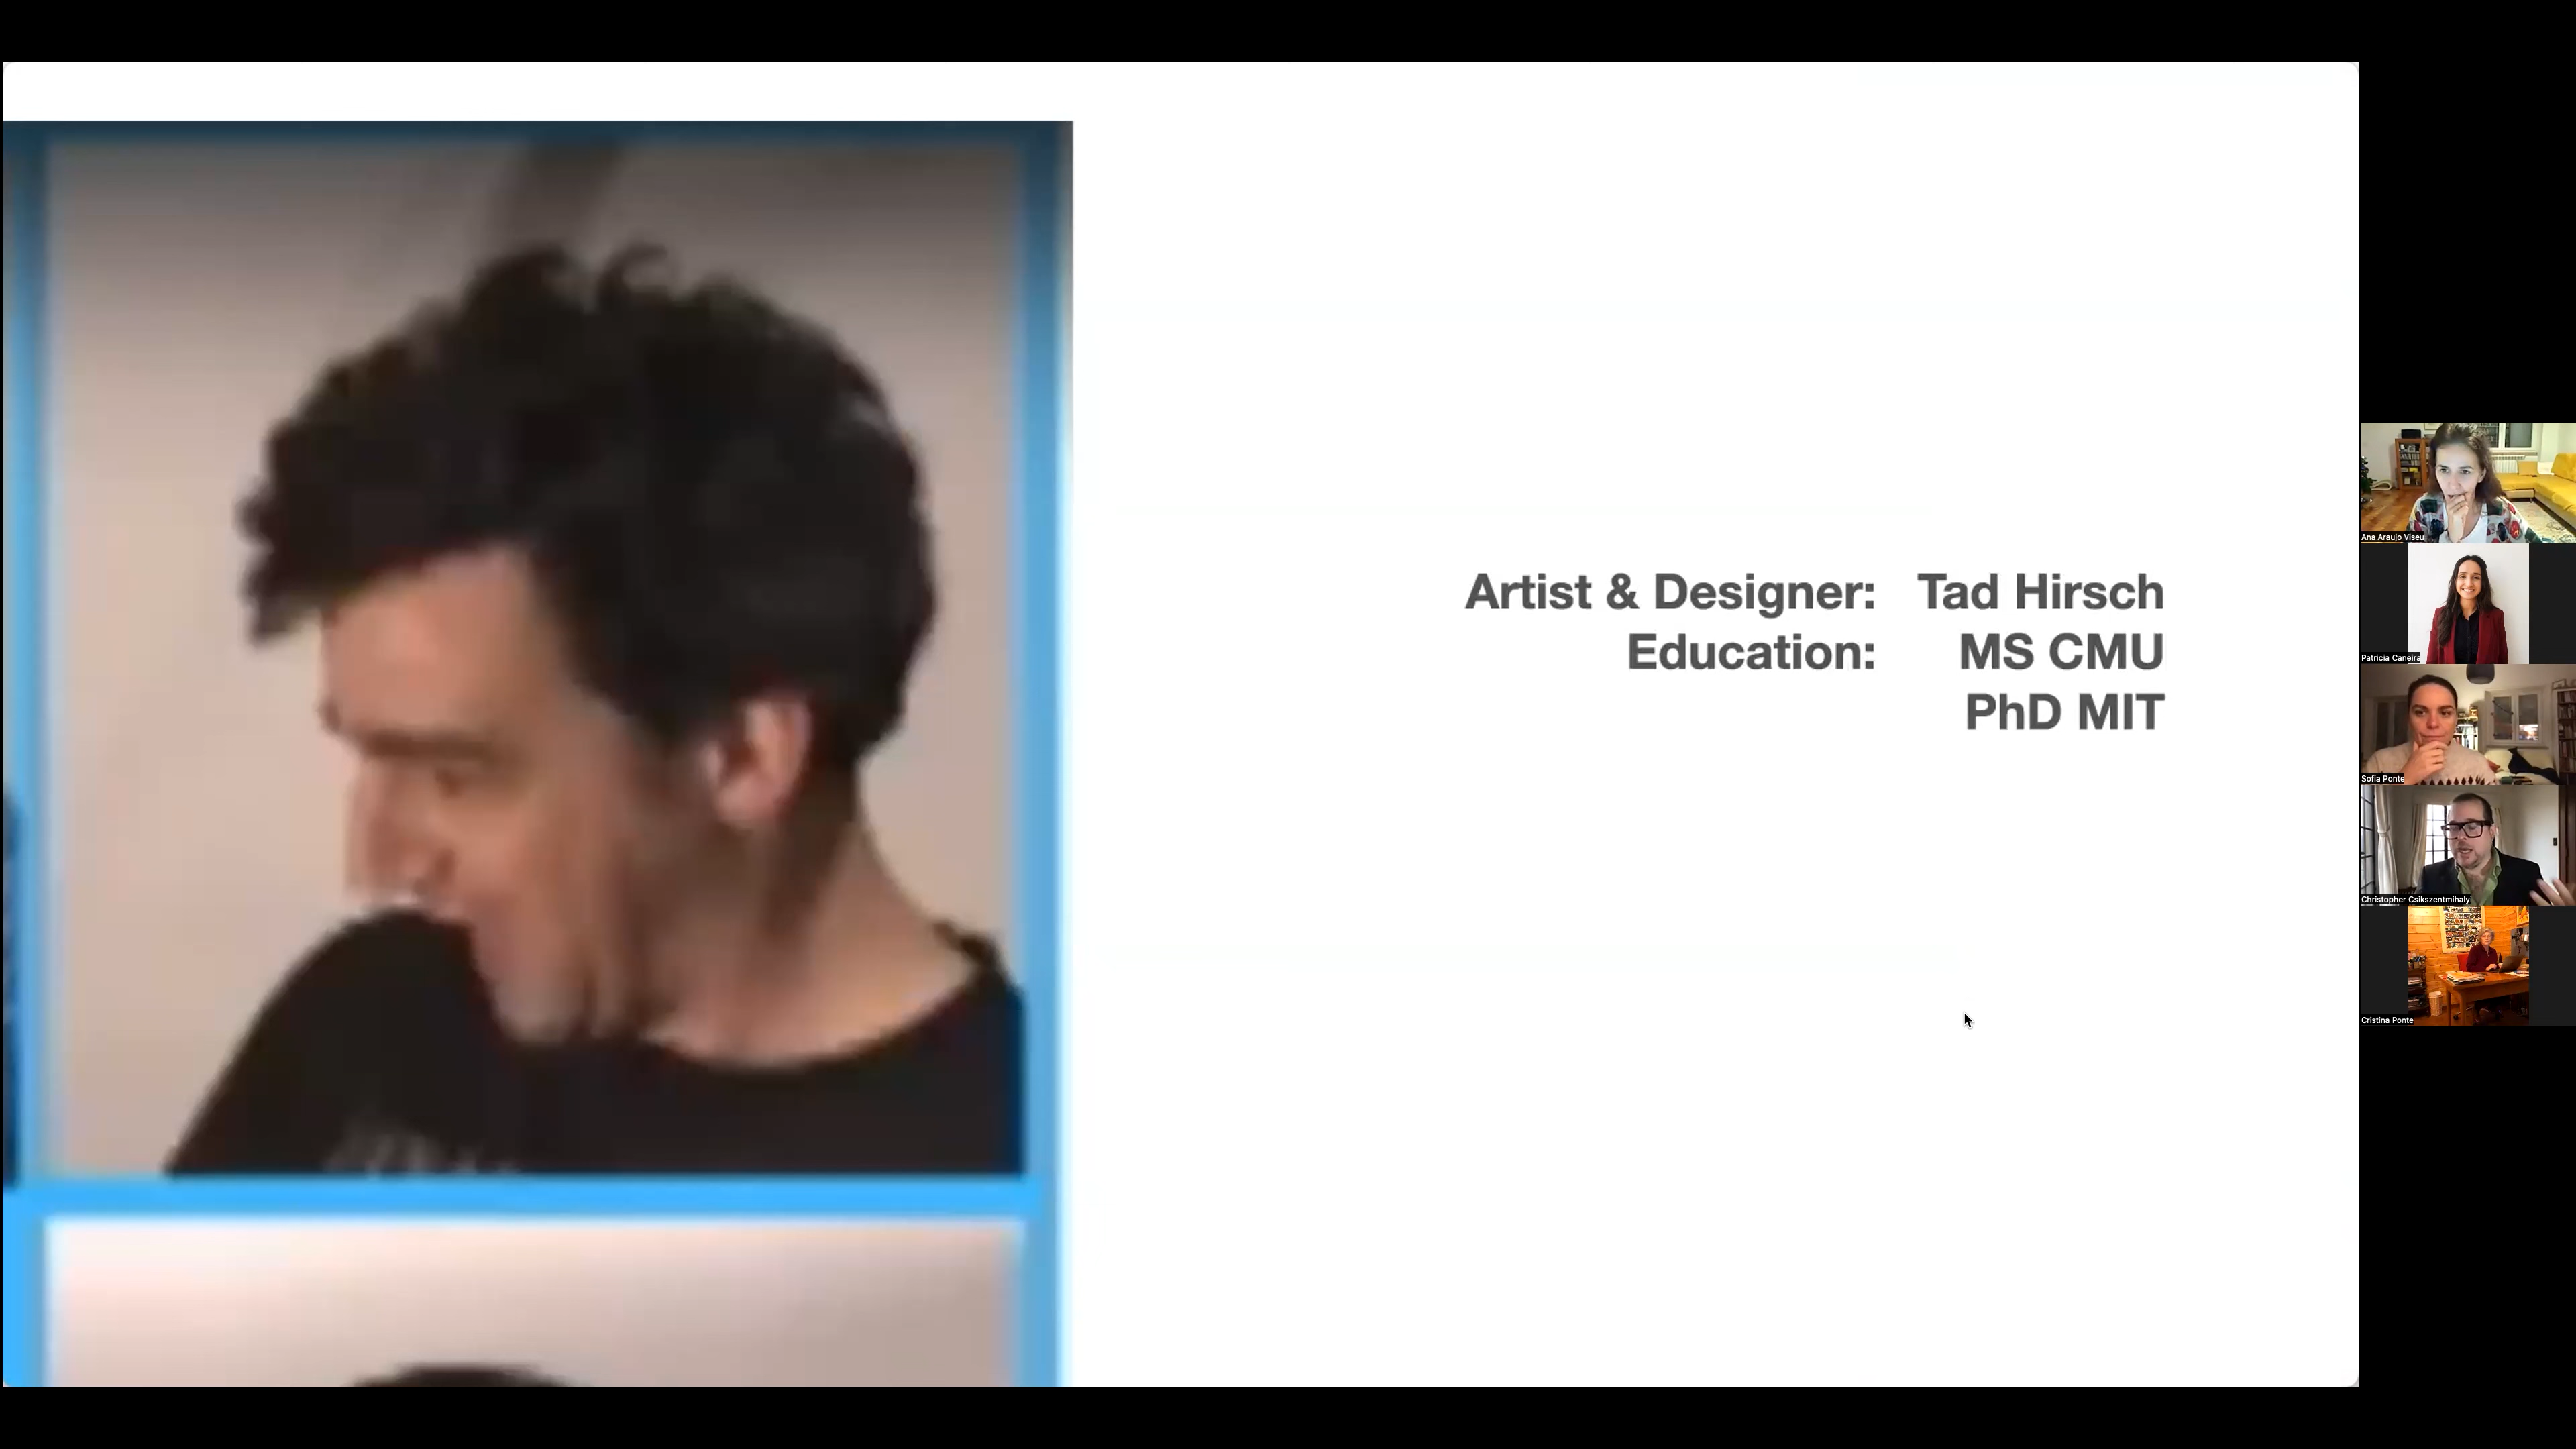 Artist & Designer: Tad Hirsch
Education: MS CMU
PhD MIT
Ana Araujo Viseu
Patricia Caneira
Sofia Ponte
Christopher Csikszentmihalyi
Cristina Ponte